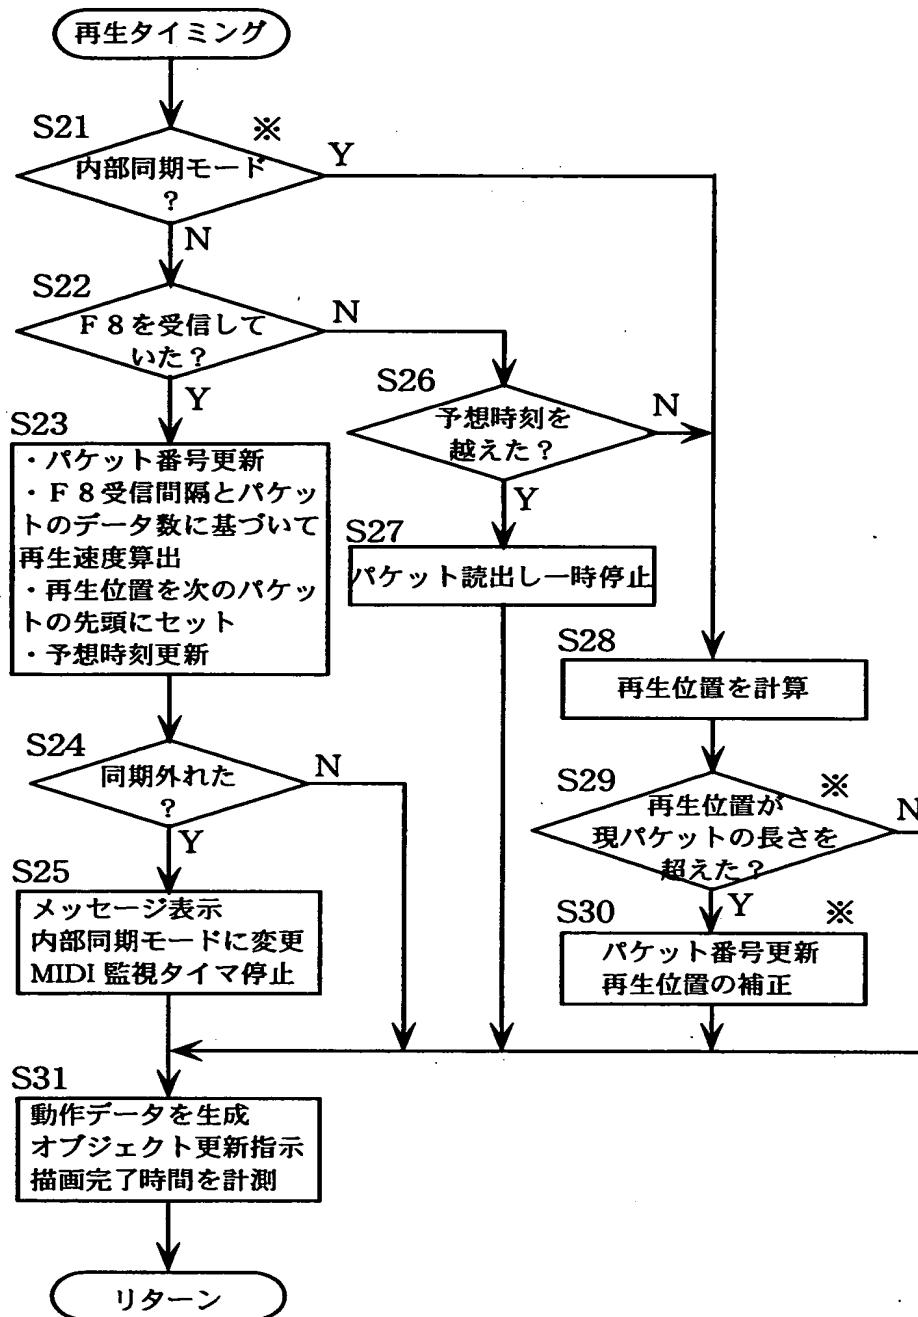 再生タイミング
S21
※
内部同期モード
?
Y
N
S22
F8を受信して
いた?
N
Y
S26
予想時刻を
越えた?
N
Y
S23
・パケット番号更新
・F8受信間隔とパケッ
トのデータ数に基づいて
再生速度算出
・再生位置を次のパケッ
トの先頭にセット
・予想時刻更新
S27
パケット読出し一時停止
S28
再生位置を計算
S24
同期外れた
?
N
Y
S29
※
再生位置が
現パケットの長さを
超えた?
N
Y
S25
メッセージ表示
内部同期モードに変更
MIDI監視タイマ停止
S30
※
パケット番号更新
再生位置の補正
S31
動作データを生成
オブジェクト更新指示
描画完了時間を計測
リターン